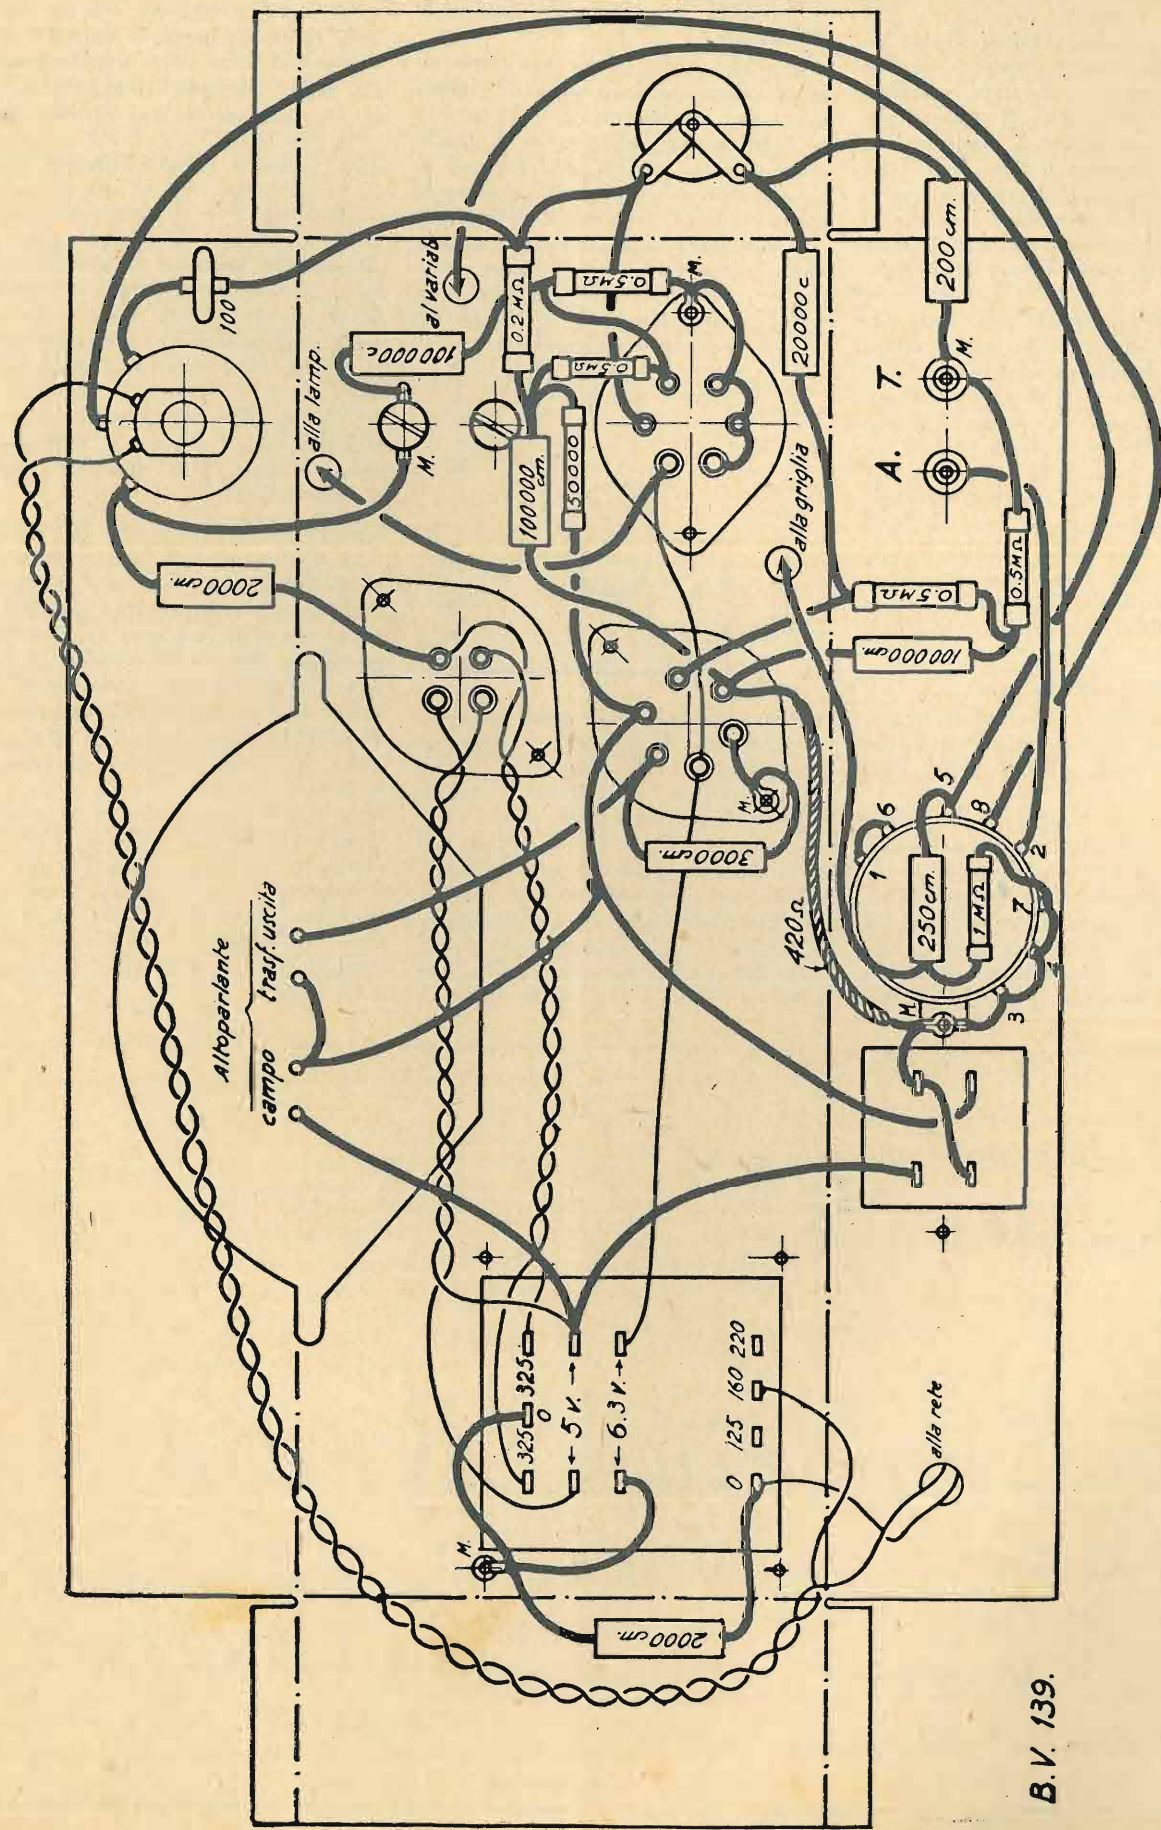 B.V. 139.
Altoparlante
campo
trasf. uscita
alla lamp.
al variab
100
100000 c.
M.
0.2 MΩ
0.5 MΩ
M.
0.5 MΩ
100000 cm.
50000
2000 cm.
20000 c
200 cm.
M.
A. T.
alla griglia
0.5 MΩ
0.5 MΩ
100000 cm.
M.
3000 cm.
420 Ω
1
6
5
8
2
7
4
3
M.
250 cm.
1 MΩ
325 0 325
← 5 V. →
← 6.3 V. →
0 125 160 220
M.
2000 cm.
alla rete